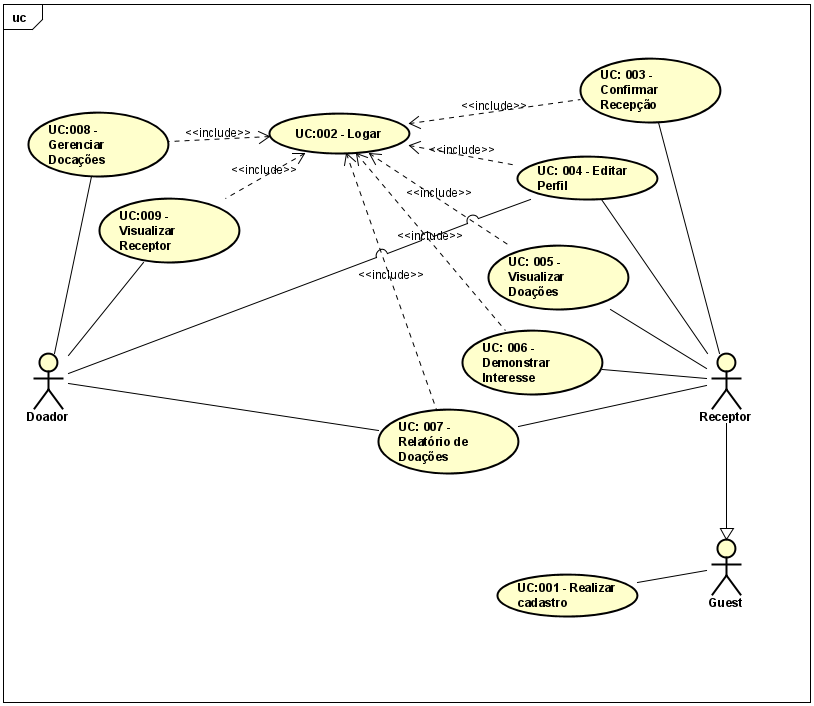 uc
UC: 003 -
Confirmar
Recepção
<<include>>
UC:008 -
Gerenciar
Docações
<<include>>
UC:002 - Logar
<<include>>
<<include>>
UC: 004 - Editar
Perfil
<<include>>
UC:009 -
Visualizar
Receptor
<<include>>
UC: 005 -
Visualizar
Doações
<<include>>
UC: 006 -
Demonstrar
Interesse
Doador
Receptor
UC: 007 -
Relatório de
Doações
UC:001 - Realizar
cadastro
Guest